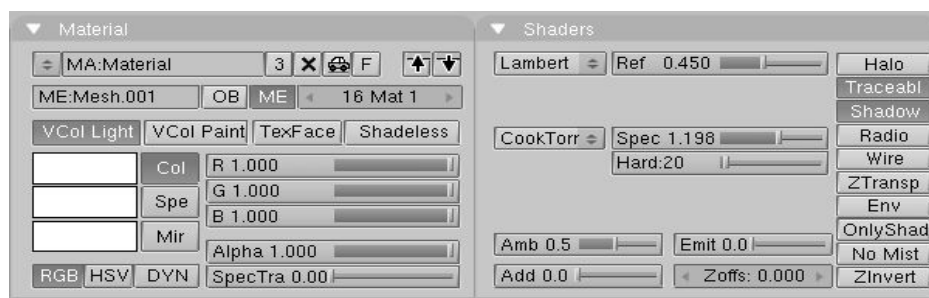 Material
MA:Material 3 F
ME:Mesh.001 OB ME 16 Mat 1
VCol Light VCol Paint TexFace Shadeless
Col R 1.000
Spe G 1.000
B 1.000
Mir
Alpha 1.000
RGB HSV DYN SpecTra 0.00
Shaders
Lambert Ref 0.450 Halo
Traceabl
Shadow
CookTorr Spec 1.198 Radio
Hard:20 Wire
ZTransp
Env
OnlyShad
Amb 0.5 Emit 0.0 No Mist
Add 0.0 Zoffs: 0.000 ZInvert